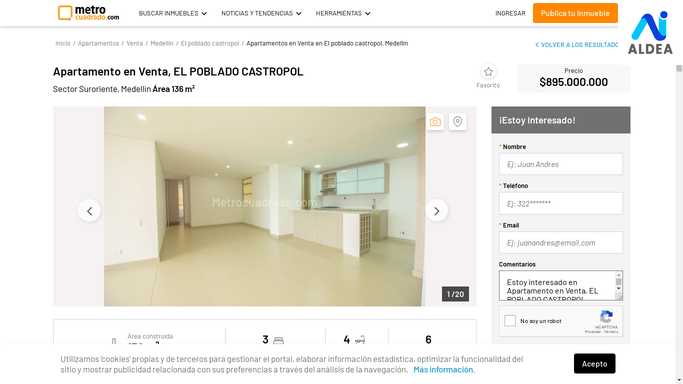 metro
cuadrado.com
BUSCAR INMUEBLES
NOTICIAS Y TENDENCIAS
HERRAMIENTAS
INGRESAR
Publica tu Inmueble
ALDEA
Inicio / Apartamentos / Venta / Medellín / El poblado castropol / Apartamentos en Venta en El poblado castropol, Medellín
VOLVER A LOS RESULTADO
Apartamento en Venta, EL POBLADO CASTROPOL
Sector Suroriente, Medellín Área 136 m²
Favorito
Precio
$895.000.000
Metrocuadrado.com
1 / 20
¡Estoy Interesado!
* Nombre
Ej: Juan Andres
* Teléfono
Ej: 322*******
* Email
Ej: juanandres@email.com
Comentarios
Estoy interesado en
Apartamento en Venta, EL
POBLADO CASTROPOL
No soy un robot
reCAPTCHA
Privacidad - Términos
Área construida
3
4
6
Utilizamos 'cookies' propias y de terceros para gestionar el portal, elaborar información estadística, optimizar la funcionalidad del
sitio y mostrar publicidad relacionada con sus preferencias a través del análisis de la navegación. Más información.
Acepto